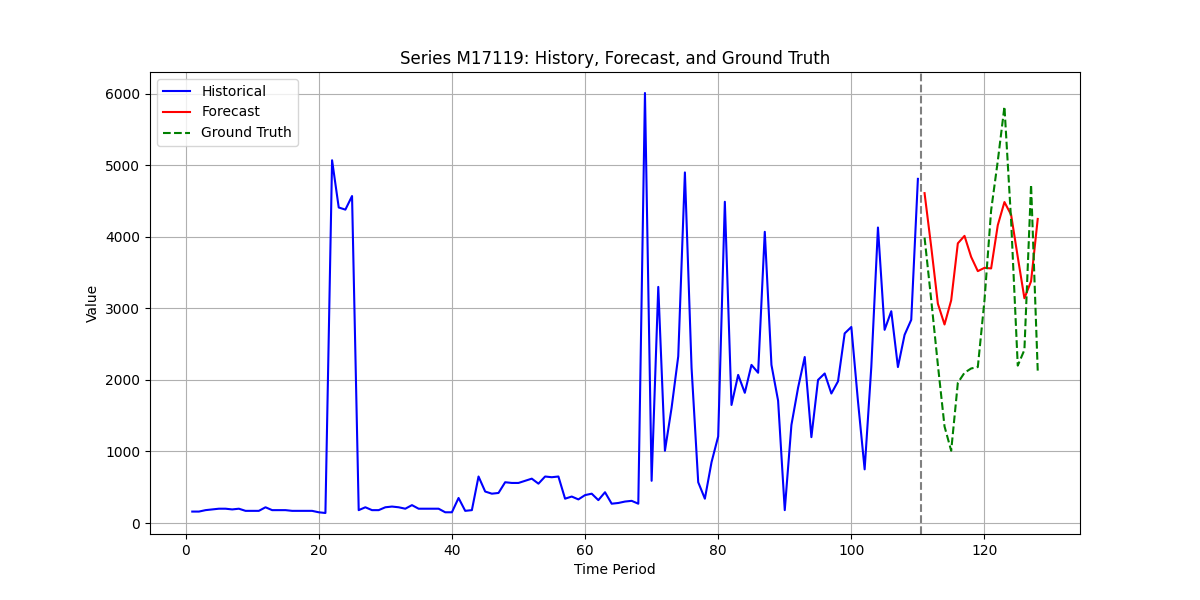 Series M17119: History, Forecast, and Ground Truth
Historical
Forecast
Ground Truth
6000
5000
4000
3000
2000
1000
0
Value
0 20 40 60 80 100 120
Time Period